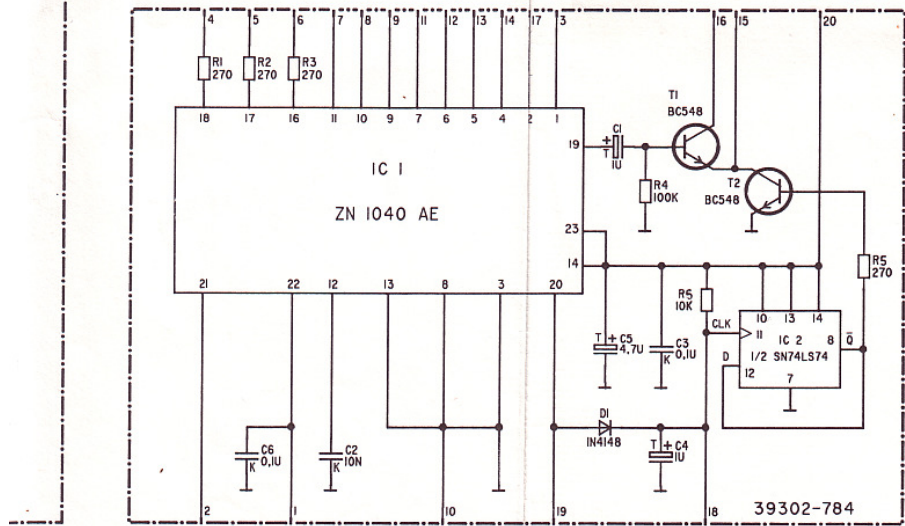 4 5 6 7 8 9 11 12 13 14 17 3 16 15 20
R1 270
R2 270
R3 270
18 17 16 11 10 9 7 6 5 4 2 1
T1
BC548
19
+ C1
T 1U
IC 1
ZN 1040 AE
R4
100K
T2
BC548
23
14
R5
270
21 22 12 13 8 3 20
R5
10K
CLK
10 13 14
11
IC 2
8 Q̅
1/2 SN74LS74
D
12
7
T + C5
4,7U
C3
K 0,1U
D1
1N4148
C6
K 0,1U
C2
K 10N
T + C4
1U
39302-784
2 1 10 19 18